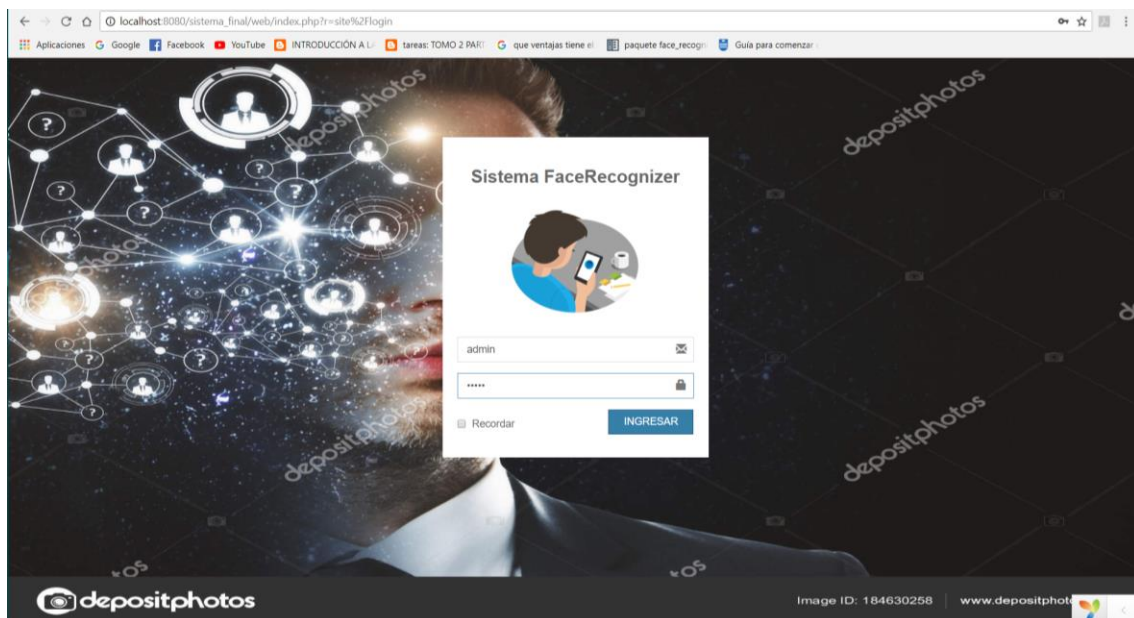 localhost:8080/sistema_final/web/index.php?r=site%2Flogin
Aplicaciones Google Facebook YouTube INTRODUCCIÓN A LA tareas: TOMO 2 PART que ventajas tiene el paquete face_recogn Guía para comenzar
depositphotos
depositphotos
Sistema FaceRecognizer
admin
•••••
Recordar
INGRESAR
depositphotos
depositphotos
depositphotos
Image ID: 184630258
www.depositphoto